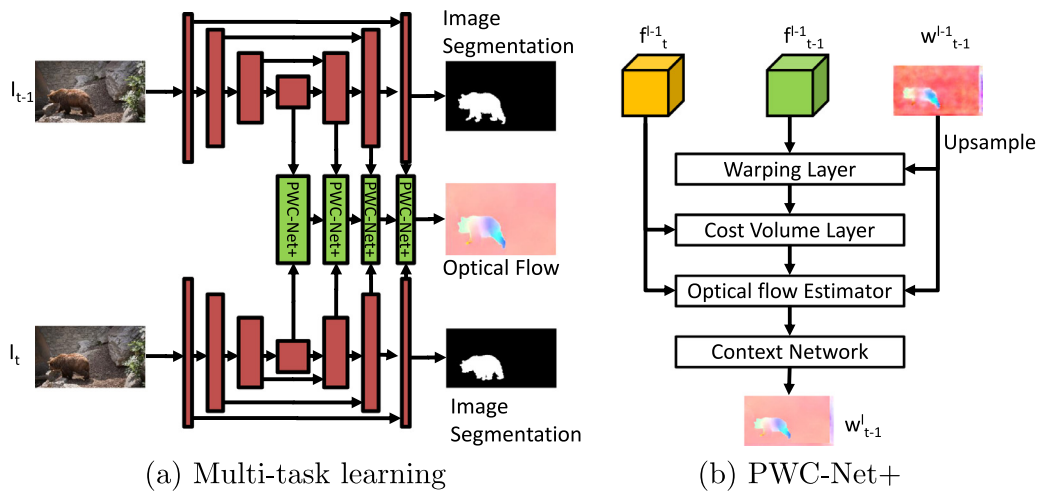 Image
Segmentation
I_{t-1}
PWC-Net+
PWC-Net+
PWC-Net+
PWC-Net+
Optical Flow
I_t
Image
Segmentation
(a) Multi-task learning
f^{l-1}_t
f^{l-1}_{t-1}
w^{l-1}_{t-1}
Upsample
Warping Layer
Cost Volume Layer
Optical flow Estimator
Context Network
w^l_{t-1}
(b) PWC-Net+